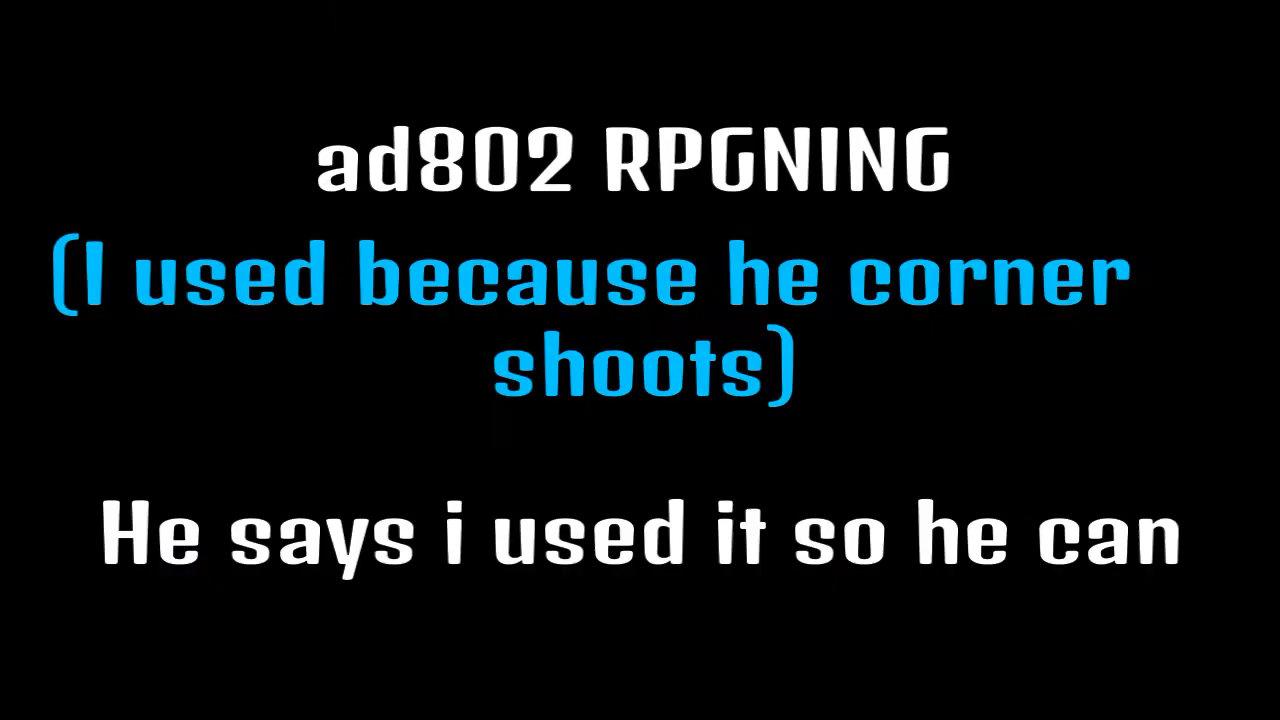 ad802 RPGNING
(I used because he corner
shoots)
He says i used it so he can